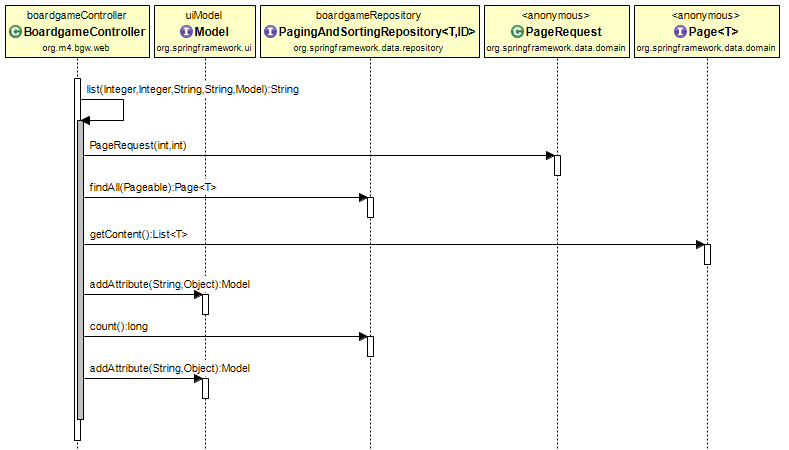 boardgameController
C BoardgameController
org.m4.bgw.web
uiModel
I Model
org.springframework.ui
boardgameRepository
I PagingAndSortingRepository<T,ID>
org.springframework.data.repository
<anonymous>
C PageRequest
org.springframework.data.domain
<anonymous>
I Page<T>
org.springframework.data.domain
list(Integer,Integer,String,String,Model):String
PageRequest(int,int)
findAll(Pageable):Page<T>
getContent():List<T>
addAttribute(String,Object):Model
count():long
addAttribute(String,Object):Model